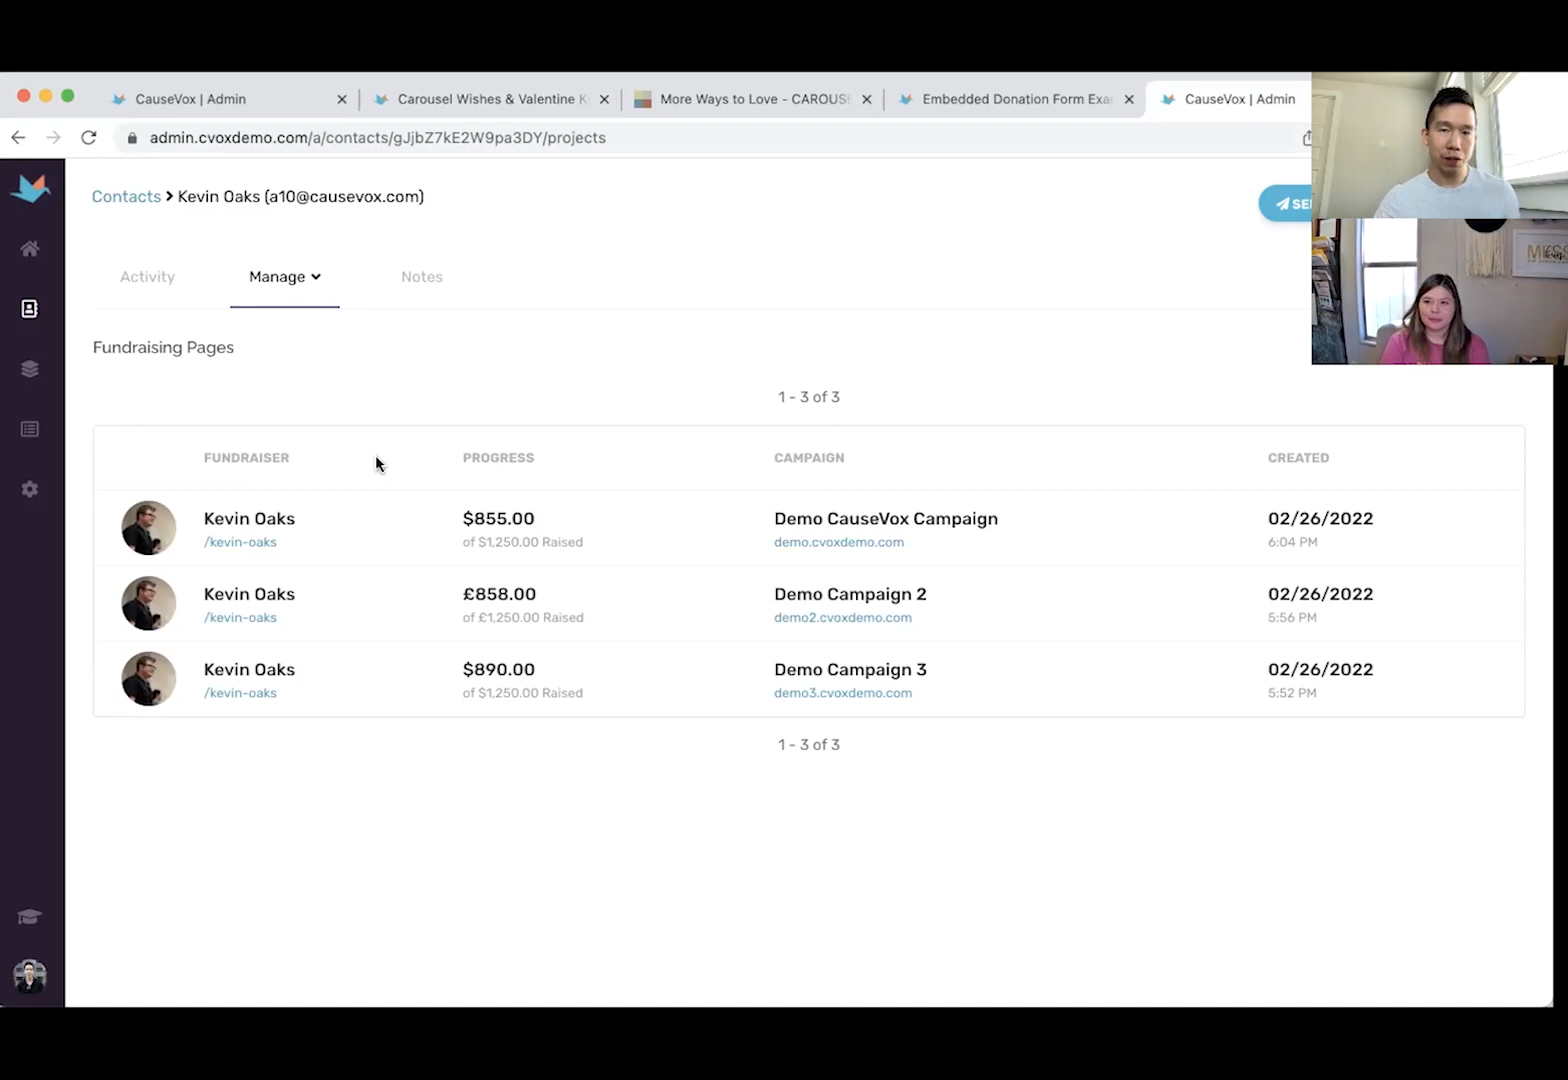 CauseVox | Admin
Carousel Wishes & Valentine K
More Ways to Love - CAROUS
Embedded Donation Form Exa
CauseVox | Admin
admin.cvoxdemo.com/a/contacts/gJjbZ7kE2W9pa3DY/projects
Contacts > Kevin Oaks (a10@causevox.com)
SE
Activity
Manage
Notes
Fundraising Pages
1 - 3 of 3
FUNDRAISER PROGRESS CAMPAIGN CREATED
Kevin Oaks $855.00 Demo CauseVox Campaign 02/26/2022
/kevin-oaks of $1,250.00 Raised demo.cvoxdemo.com 6:04 PM
Kevin Oaks £858.00 Demo Campaign 2 02/26/2022
/kevin-oaks of £1,250.00 Raised demo2.cvoxdemo.com 5:56 PM
Kevin Oaks $890.00 Demo Campaign 3 02/26/2022
/kevin-oaks of $1,250.00 Raised demo3.cvoxdemo.com 5:52 PM
1 - 3 of 3